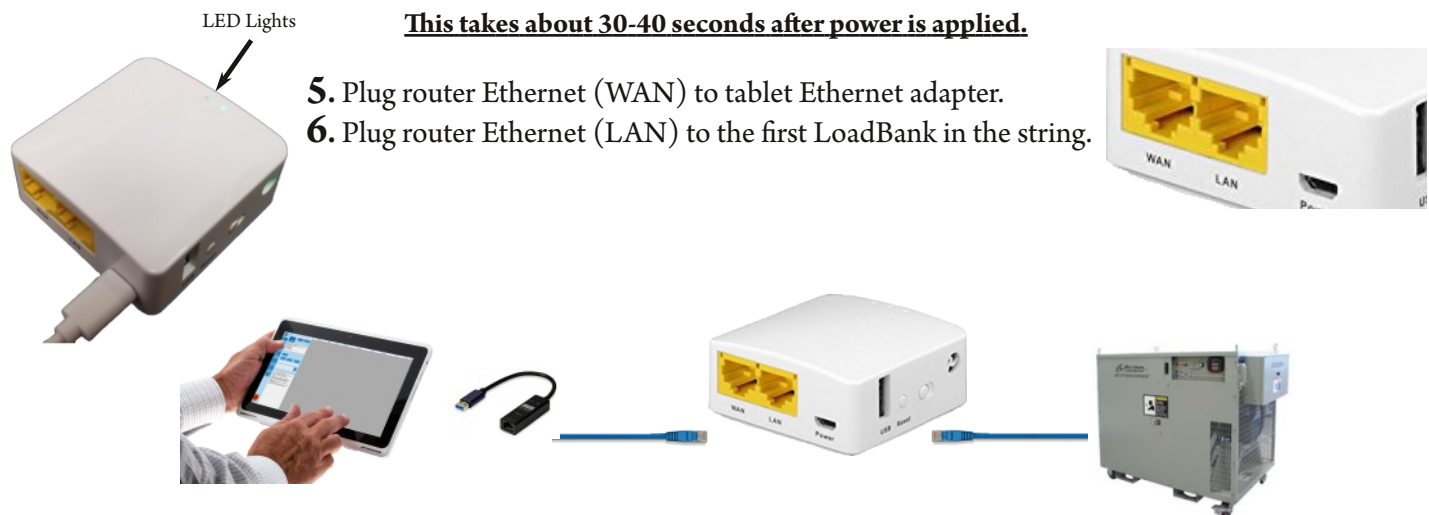 LED Lights
This takes about 30-40 seconds after power is applied.
5. Plug router Ethernet (WAN) to tablet Ethernet adapter.
6. Plug router Ethernet (LAN) to the first LoadBank in the string.
WAN
LAN
WAN
LAN
Power
USB
Reset